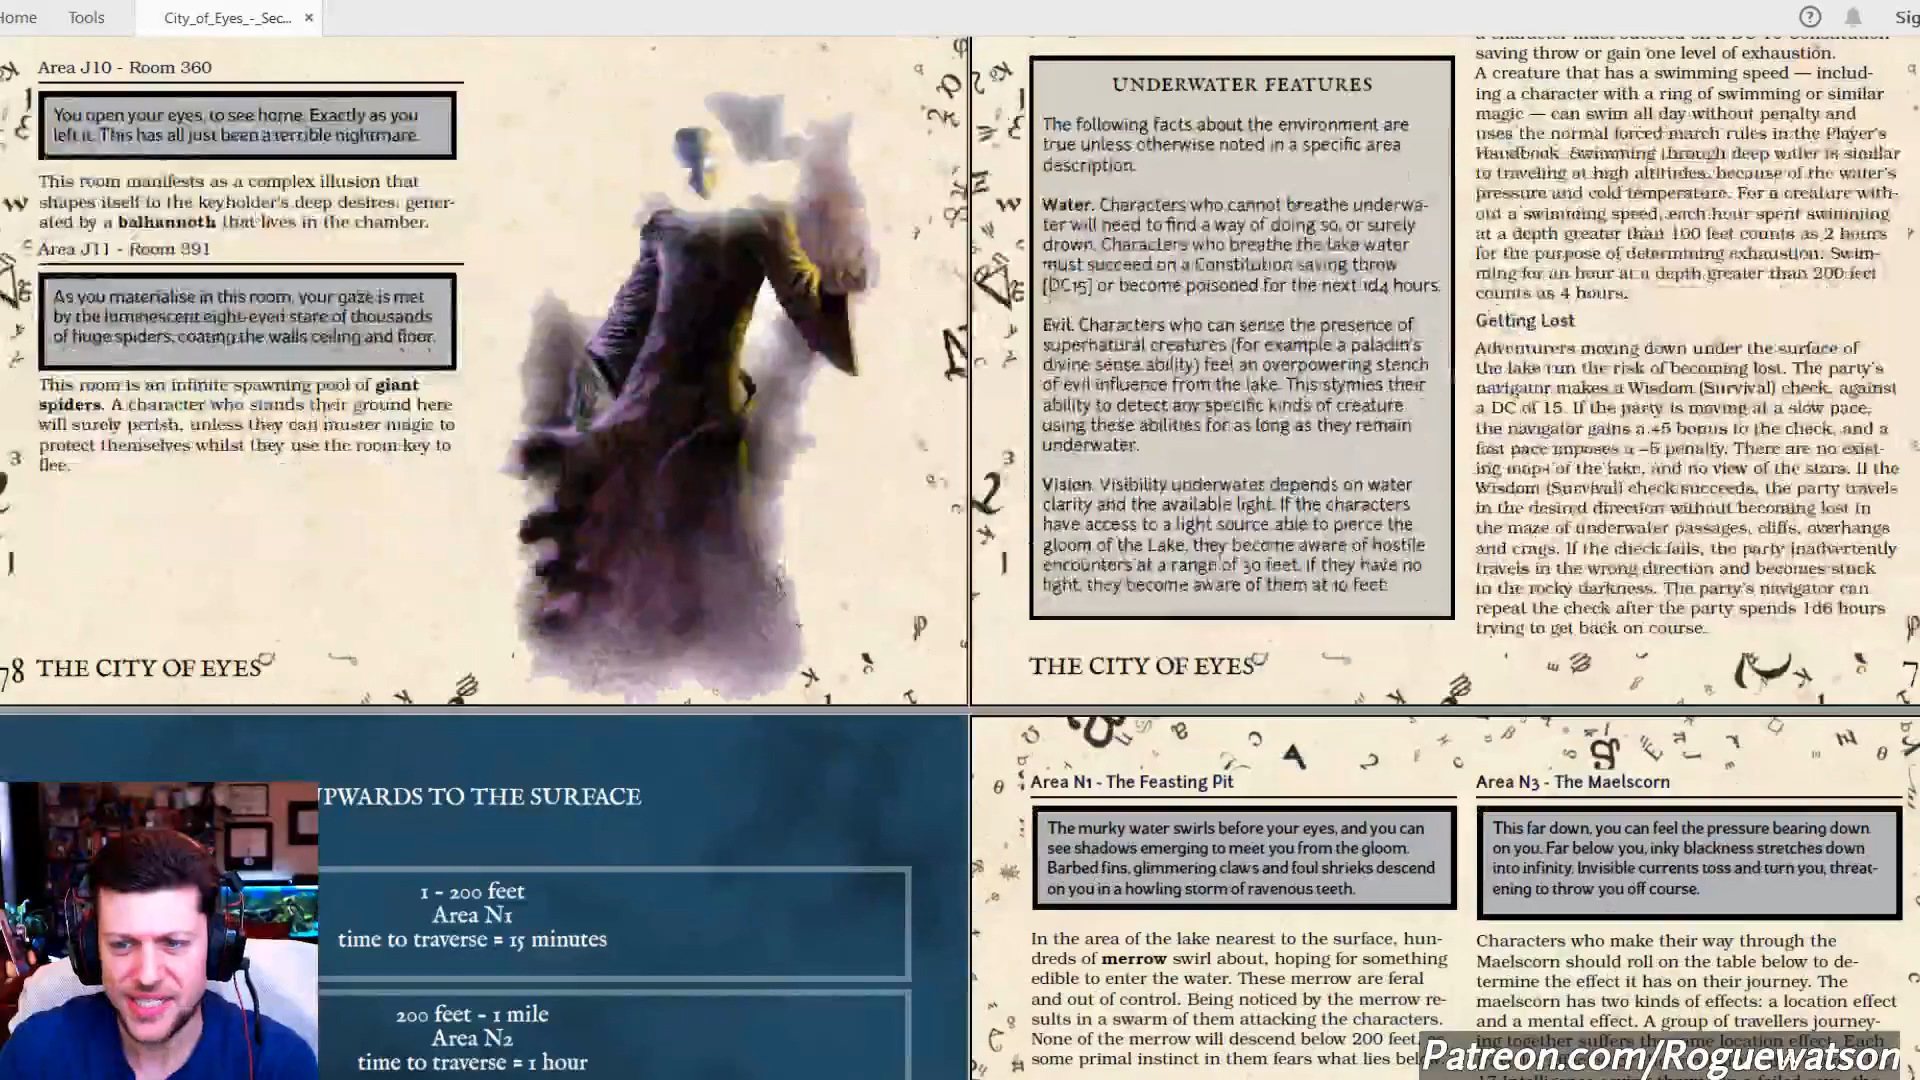 Home
Tools
City_of_Eyes_-_Sec...
×
?
Sig
Area J10 - Room 360
You open your eyes, to see home. Exactly as you
left it. This has all just been a terrible nightmare.
This room manifests as a complex illusion that
shapes itself to the keyholder's deep desires, gener-
ated by a balhannoth that lives in the chamber.
Area J11 - Room 391
As you materialise in this room, your gaze is met
by the luminescent eight-eyed stare of thousands
of huge spiders, coating the walls ceiling and floor.
This room is an infinite spawning pool of giant
spiders. A character who stands their ground here
will surely perish, unless they can muster magic to
protect themselves whilst they use the room key to
flee.
78 THE CITY OF EYES
UNDERWATER FEATURES
The following facts about the environment are
true unless otherwise noted in a specific area
description.
Water. Characters who cannot breathe underwa-
ter will need to find a way of doing so, or surely
drown. Characters who breathe the lake water
must succeed on a Constitution saving throw
[DC15] or become poisoned for the next 1d4 hours.
Evil. Characters who can sense the presence of
supernatural creatures (for example a paladin's
divine sense ability) feel an overpowering stench
of evil influence from the lake. This stymies their
ability to detect any specific kinds of creature
using these abilities for as long as they remain
underwater.
Vision. Visibility underwater depends on water
clarity and the available light. If the characters
have access to a light source able to pierce the
gloom of the Lake, they become aware of hostile
encounters at a range of 30 feet. If they have no
light, they become aware of them at 10 feet
THE CITY OF EYES
saving throw or gain one level of exhaustion.
A creature that has a swimming speed — includ-
ing a character with a ring of swimming or similar
magic — can swim all day without penalty and
uses the normal forced march rules in the Player's
Handbook. Swimming through deep water is similar
to traveling at high altitudes, because of the water's
pressure and cold temperature. For a creature with-
out a swimming speed, each hour spent swimming
at a depth greater than 100 feet counts as 2 hours
for the purpose of determining exhaustion. Swim-
ming for an hour at a depth greater than 200 feet
counts as 4 hours.
Getting Lost
Adventurers moving down under the surface of
the lake run the risk of becoming lost. The party's
navigator makes a Wisdom (Survival) check, against
a DC of 15. If the party is moving at a slow pace,
the navigator gains a +5 bonus to the check, and a
fast pace imposes a −5 penalty. There are no exist-
ing maps of the lake, and no view of the stars. If the
Wisdom (Survival) check succeeds, the party travels
in the desired direction without becoming lost in
the maze of underwater passages, cliffs, overhangs
and crags. If the check fails, the party inadvertently
travels in the wrong direction and becomes stuck
in the rocky darkness. The party's navigator can
repeat the check after the party spends 1d6 hours
trying to get back on course.
UPWARDS TO THE SURFACE
1 - 200 feet
Area N1
time to traverse = 15 minutes
200 feet - 1 mile
Area N2
time to traverse = 1 hour
Area N1 - The Feasting Pit
The murky water swirls before your eyes, and you can
see shadows emerging to meet you from the gloom.
Barbed fins, glimmering claws and foul shrieks descend
on you in a howling storm of ravenous teeth.
In the area of the lake nearest to the surface, hun-
dreds of merrow swirl about, hoping for something
edible to enter the water. These merrow are feral
and out of control. Being noticed by the merrow re-
sults in a swarm of them attacking the characters.
None of the merrow will descend below 200 feet,
some primal instinct in them fears what lies below
Area N3 - The Maelscorn
This far down, you can feel the pressure bearing down
on you. Far below you, inky blackness stretches down
into infinity. Invisible currents toss and turn you, threat-
ening to throw you off course.
Characters who make their way through the
Maelscorn should roll on the table below to de-
termine the effect it has on their journey. The
maelscorn has two kinds of effects: a location effect
and a mental effect. A group of travellers journey-
ing together suffers the same location effect. Each
Patreon.com/Roguewatson